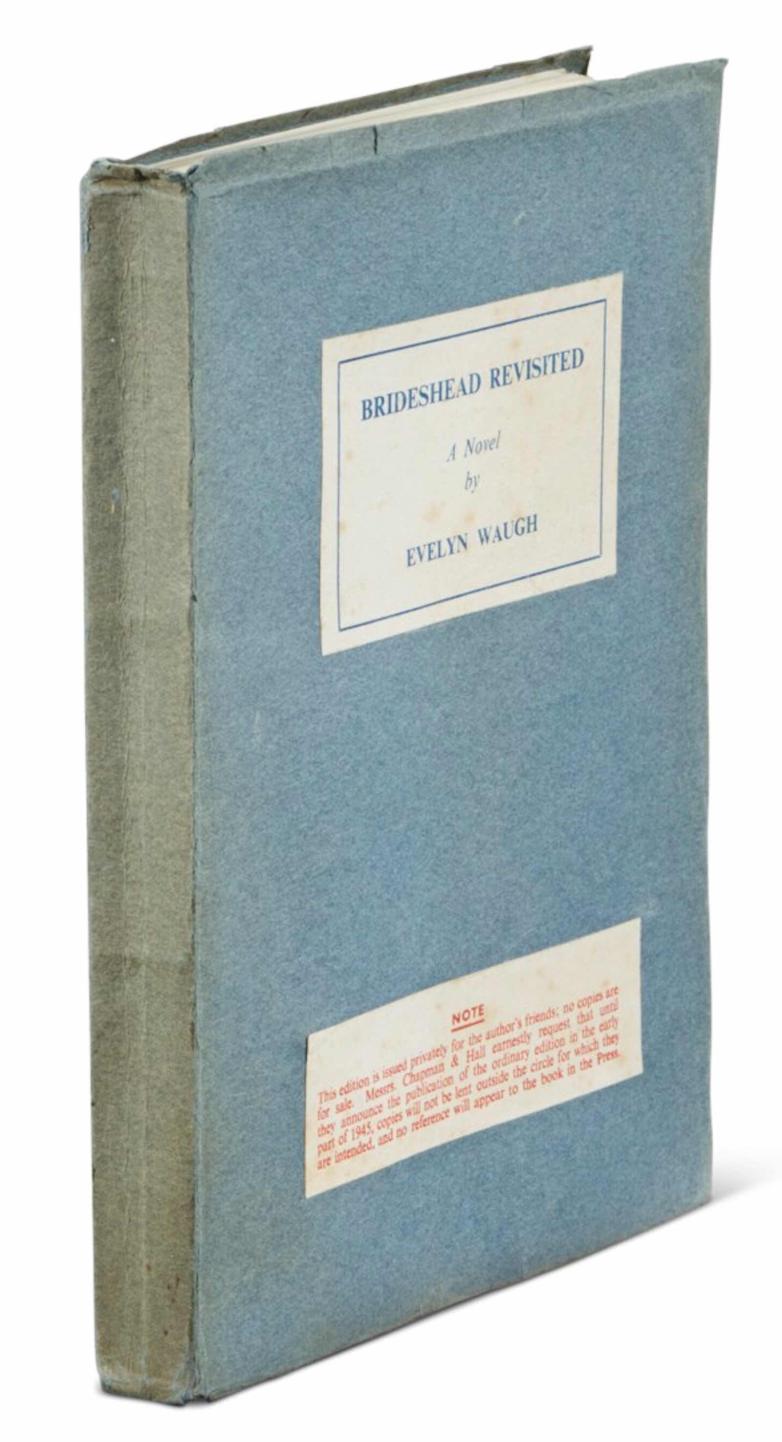 BRIDESHEAD REVISITED
A Novel
by
EVELYN WAUGH
NOTE
This edition is issued privately for the author's friends; no copies are
for sale. Messrs. Chapman & Hall earnestly request that until
they announce the publication of the ordinary edition in the early
part of 1945, copies will not be lent outside the circle for which they
are intended, and no reference will appear to the book in the Press.